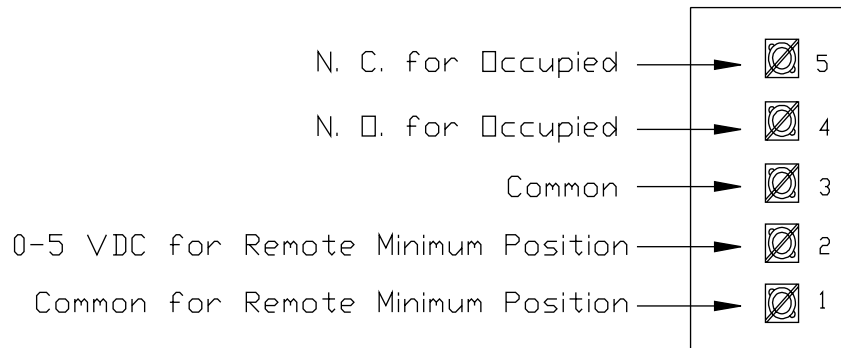 N. C. for Occupied 5
N. O. for Occupied 4
Common 3
0-5 VDC for Remote Minimum Position 2
Common for Remote Minimum Position 1